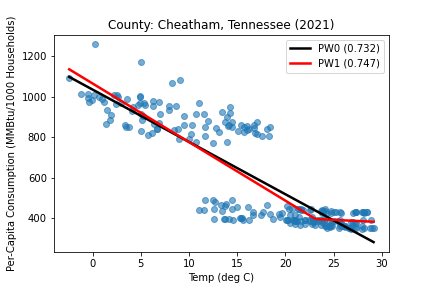 County: Cheatham, Tennessee (2021)
PW0 (0.732)
PW1 (0.747)
Per-Capita Consumption (MMBtu/1000 Households)
1200
1000
800
600
400
0 5 10 15 20 25 30
Temp (deg C)